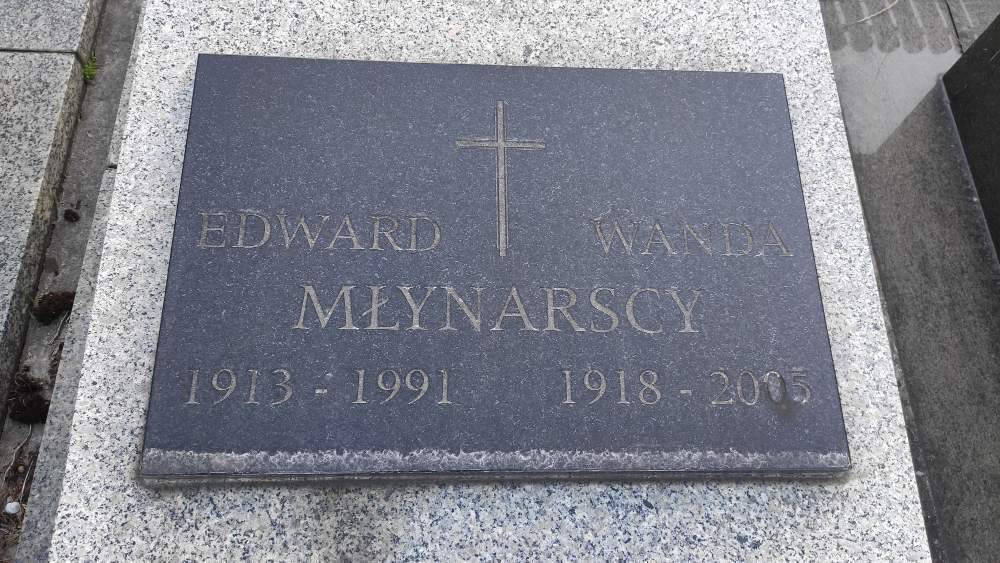 EDWARD WANDA
MŁYNARSCY
1913 - 1991 1918 - 2005